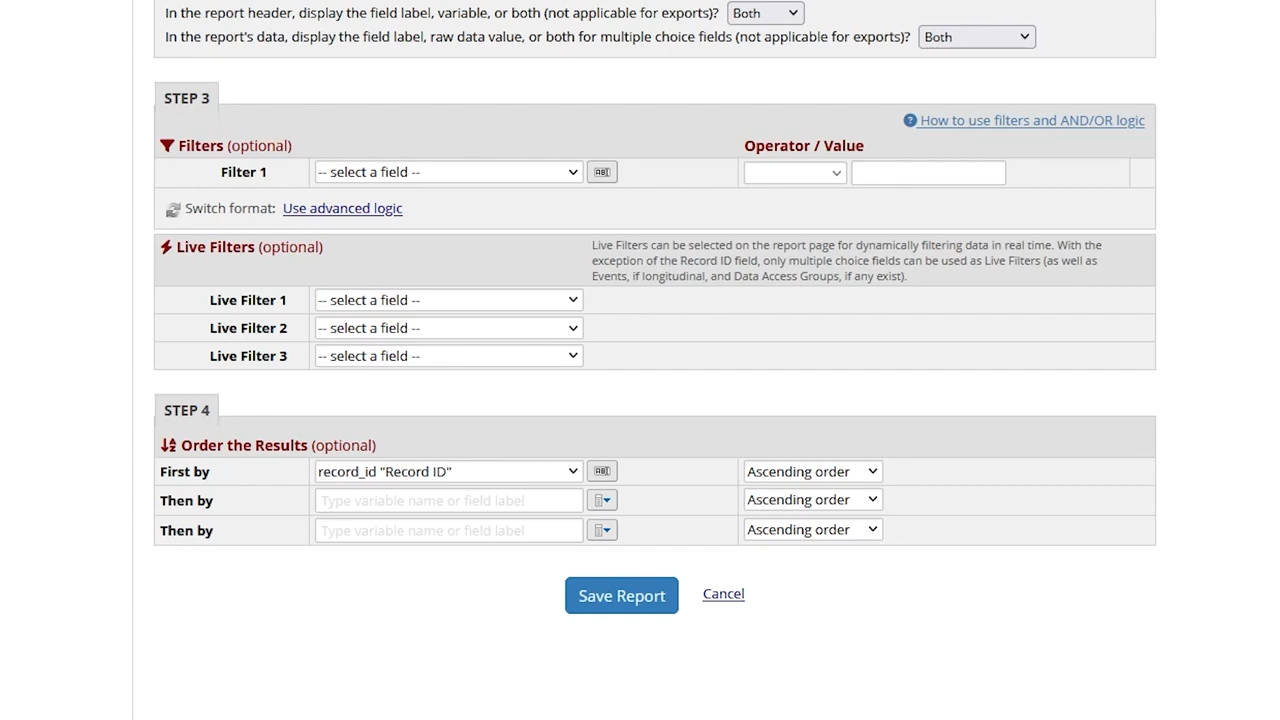 In the report header, display the field label, variable, or both (not applicable for exports)? Both
In the report's data, display the field label, raw data value, or both for multiple choice fields (not applicable for exports)? Both
STEP 3
How to use filters and AND/OR logic
Filters (optional) Operator / Value
Filter 1 -- select a field -- ABI
Switch format: Use advanced logic
Live Filters (optional)
Live Filters can be selected on the report page for dynamically filtering data in real time. With the
exception of the Record ID field, only multiple choice fields can be used as Live Filters (as well as
Events, if longitudinal, and Data Access Groups, if any exist).
Live Filter 1 -- select a field --
Live Filter 2 -- select a field --
Live Filter 3 -- select a field --
STEP 4
Order the Results (optional)
First by record_id "Record ID" ABI Ascending order
Then by Type variable name or field label Ascending order
Then by Type variable name or field label Ascending order
Save Report Cancel